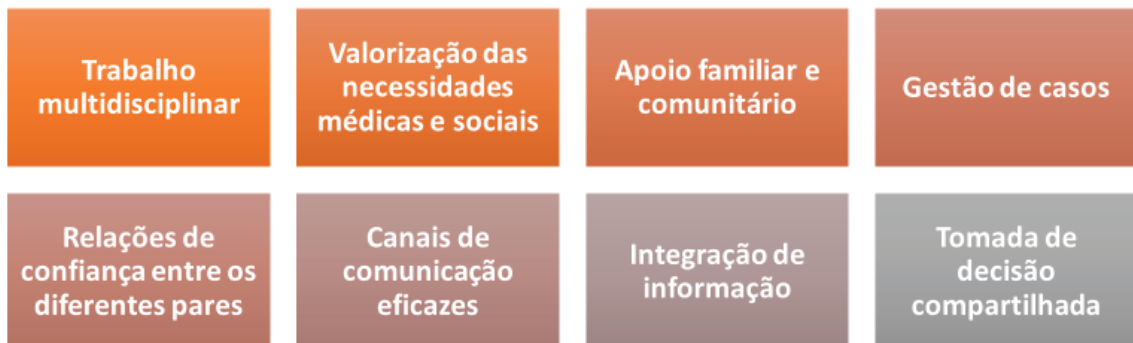 Trabalho
multidisciplinar
Valorização das
necessidades
médicas e sociais
Apoio familiar e
comunitário
Gestão de casos
Relações de
confiança entre os
diferentes pares
Canais de
comunicação
eficazes
Integração de
informação
Tomada de
decisão
compartilhada